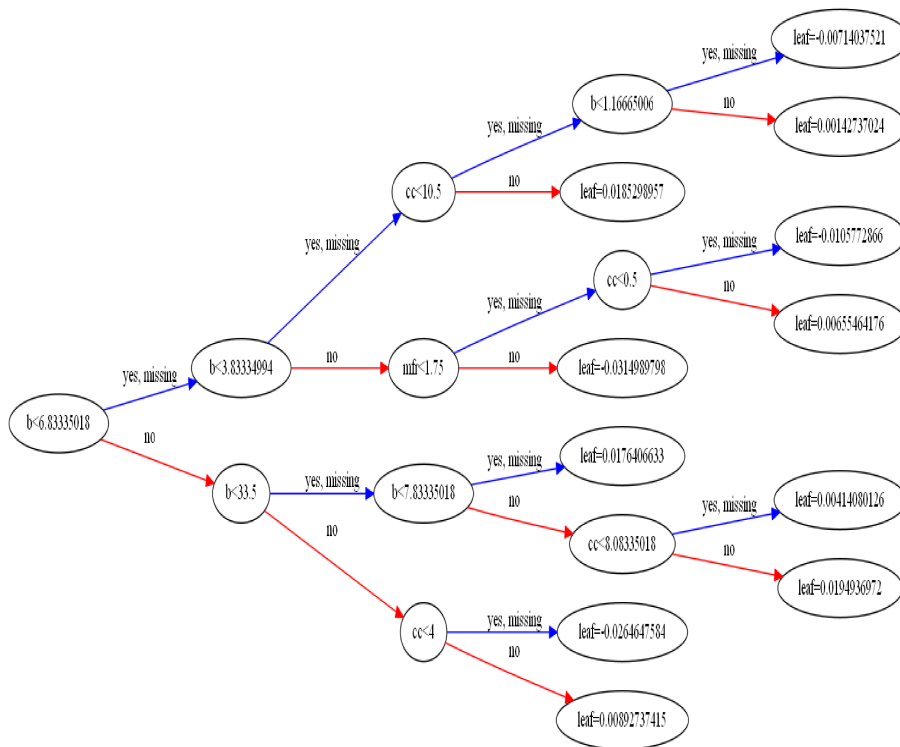 leaf=-0.00714037521
yes, missing
b<1.16665006
no
yes, missing
leaf=0.00142737024
cc<10.5
no
leaf=0.0185298957
yes, missing
leaf=-0.0105772866
yes, missing
cc<0.5
yes, missing
no
leaf=0.00655464176
b<3.83334994
no
mfr<1.75
no
leaf=-0.0314989798
yes, missing
b<6.83335018
no
leaf=0.0176406633
yes, missing
b<33.5
yes, missing
b<7.83335018
no
leaf=0.00414080126
yes, missing
no
cc<8.08335018
no
leaf=0.0194936972
cc<4
yes, missing
leaf=-0.0264647584
no
leaf=0.00892737415